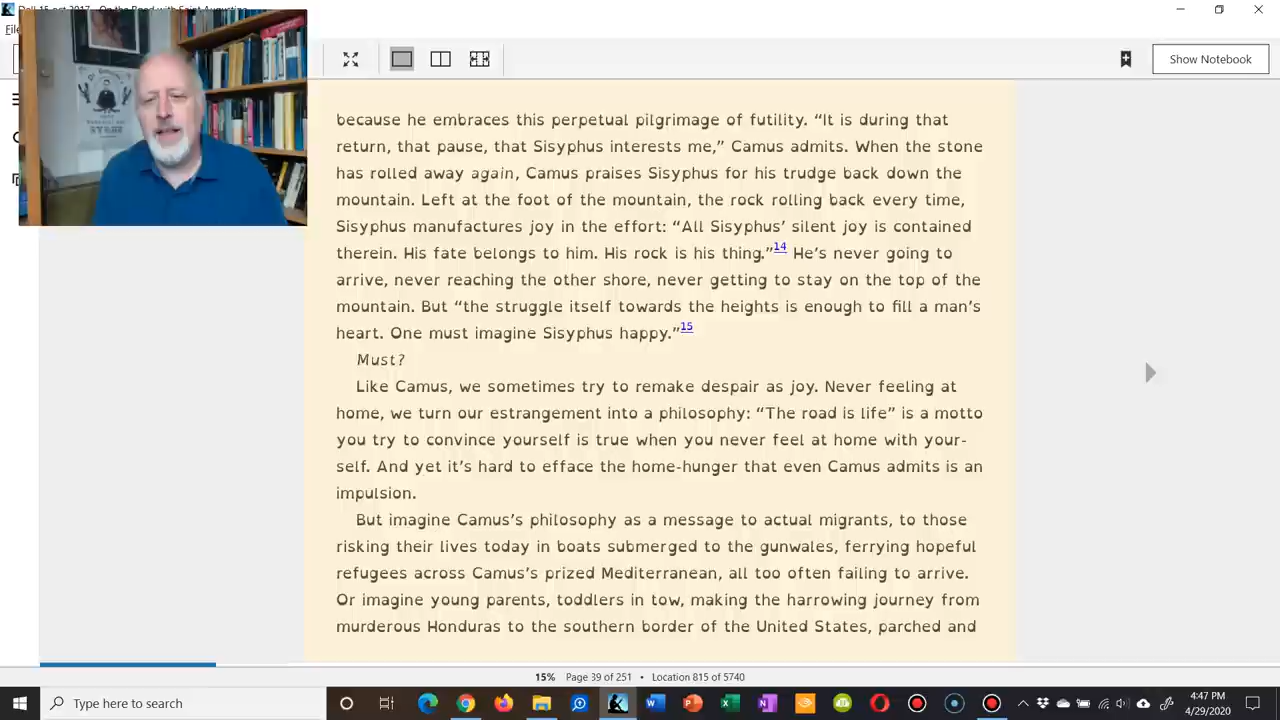 On the Road with Saint Augustine
Show Notebook
because he embraces this perpetual pilgrimage of futility. “It is during that
return, that pause, that Sisyphus interests me,” Camus admits. When the stone
has rolled away again, Camus praises Sisyphus for his trudge back down the
mountain. Left at the foot of the mountain, the rock rolling back every time,
Sisyphus manufactures joy in the effort: “All Sisyphus’ silent joy is contained
therein. His fate belongs to him. His rock is his thing.”14 He’s never going to
arrive, never reaching the other shore, never getting to stay on the top of the
mountain. But “the struggle itself towards the heights is enough to fill a man’s
heart. One must imagine Sisyphus happy.”15
Must?
Like Camus, we sometimes try to remake despair as joy. Never feeling at
home, we turn our estrangement into a philosophy: “The road is life” is a motto
you try to convince yourself is true when you never feel at home with your-
self. And yet it’s hard to efface the home-hunger that even Camus admits is an
impulsion.
But imagine Camus’s philosophy as a message to actual migrants, to those
risking their lives today in boats submerged to the gunwales, ferrying hopeful
refugees across Camus’s prized Mediterranean, all too often failing to arrive.
Or imagine young parents, toddlers in tow, making the harrowing journey from
murderous Honduras to the southern border of the United States, parched and
15% Page 39 of 251 • Location 815 of 5740
Type here to search
4:47 PM
4/29/2020